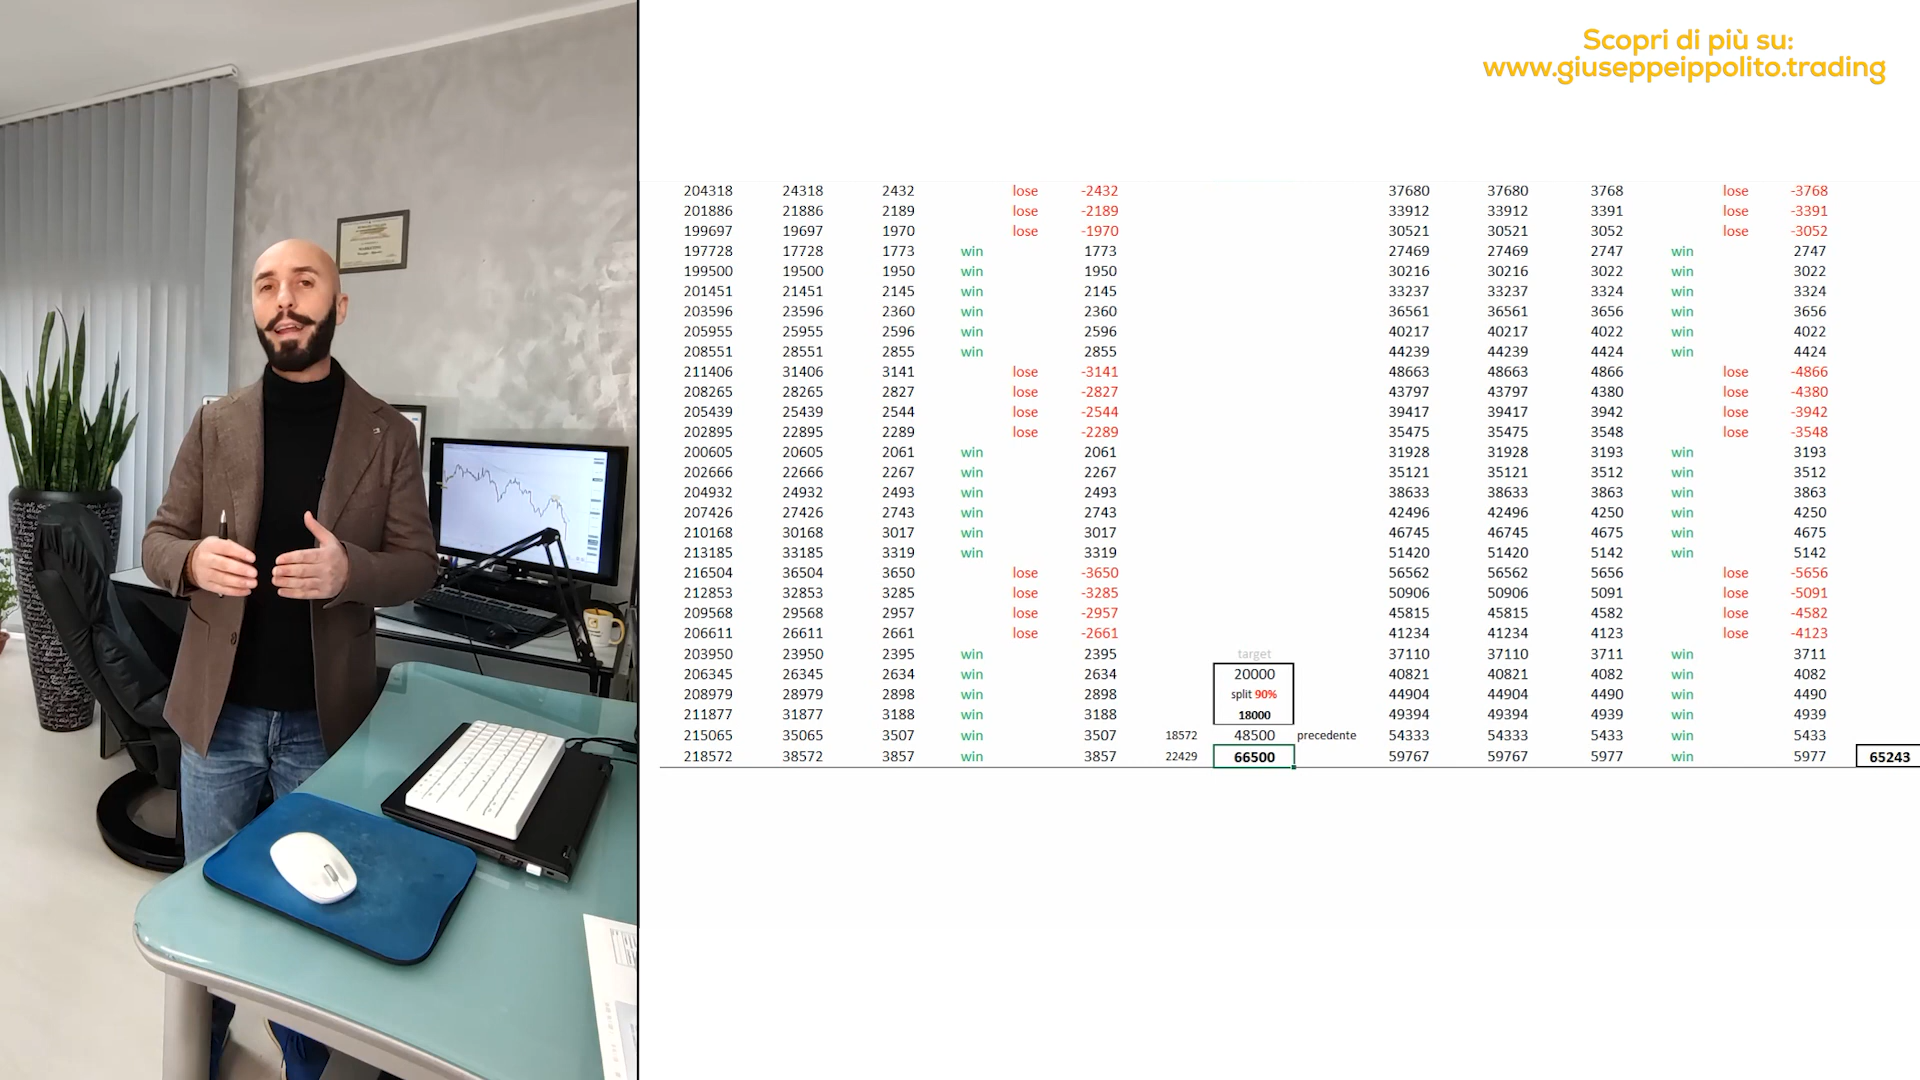 Scopri di più su:
www.giuseppeippolito.trading
204318 24318 2432 lose -2432 37680 37680 3768 lose -3768
201886 21886 2189 lose -2189 33912 33912 3391 lose -3391
199697 19697 1970 lose -1970 30521 30521 3052 lose -3052
197728 17728 1773 win 1773 27469 27469 2747 win 2747
199500 19500 1950 win 1950 30216 30216 3022 win 3022
201451 21451 2145 win 2145 33237 33237 3324 win 3324
203596 23596 2360 win 2360 36561 36561 3656 win 3656
205955 25955 2596 win 2596 40217 40217 4022 win 4022
208551 28551 2855 win 2855 44239 44239 4424 win 4424
211406 31406 3141 lose -3141 48663 48663 4866 lose -4866
208265 28265 2827 lose -2827 43797 43797 4380 lose -4380
205439 25439 2544 lose -2544 39417 39417 3942 lose -3942
202895 22895 2289 lose -2289 35475 35475 3548 lose -3548
200605 20605 2061 win 2061 31928 31928 3193 win 3193
202666 22666 2267 win 2267 35121 35121 3512 win 3512
204932 24932 2493 win 2493 38633 38633 3863 win 3863
207426 27426 2743 win 2743 42496 42496 4250 win 4250
210168 30168 3017 win 3017 46745 46745 4675 win 4675
213185 33185 3319 win 3319 51420 51420 5142 win 5142
216504 36504 3650 lose -3650 56562 56562 5656 lose -5656
212853 32853 3285 lose -3285 50906 50906 5091 lose -5091
209568 29568 2957 lose -2957 45815 45815 4582 lose -4582
206611 26611 2661 lose -2661 41234 41234 4123 lose -4123
203950 23950 2395 win 2395 target 37110 37110 3711 win 3711
206345 26345 2634 win 2634 20000 40821 40821 4082 win 4082
208979 28979 2898 win 2898 split 90% 44904 44904 4490 win 4490
211877 31877 3188 win 3188 18000 49394 49394 4939 win 4939
215065 35065 3507 win 3507 18572 48500 precedente 54333 54333 5433 win 5433
218572 38572 3857 win 3857 22429 66500 59767 59767 5977 win 5977 65243